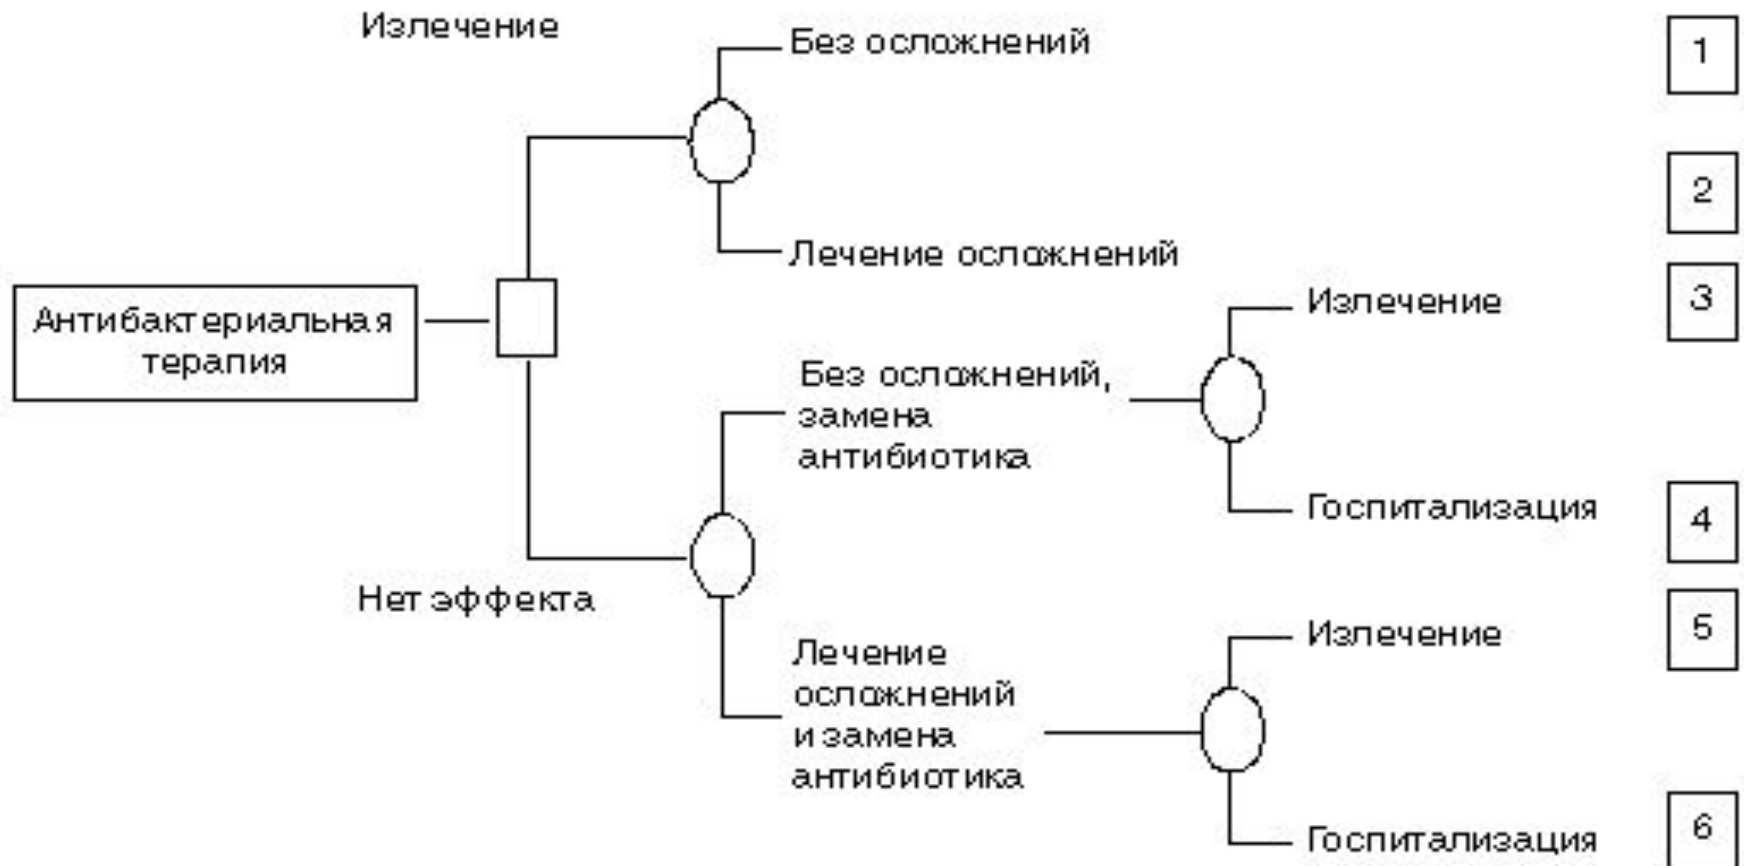 Излечение
Без осложнений
1
2
Лечение осложнений
3
Излечение
Антибактериальная
терапия
Без осложнений,
замена
антибиотика
Госпитализация
4
Нет эффекта
5
Излечение
Лечение
осложнений
и замена
антибиотика
Госпитализация
6